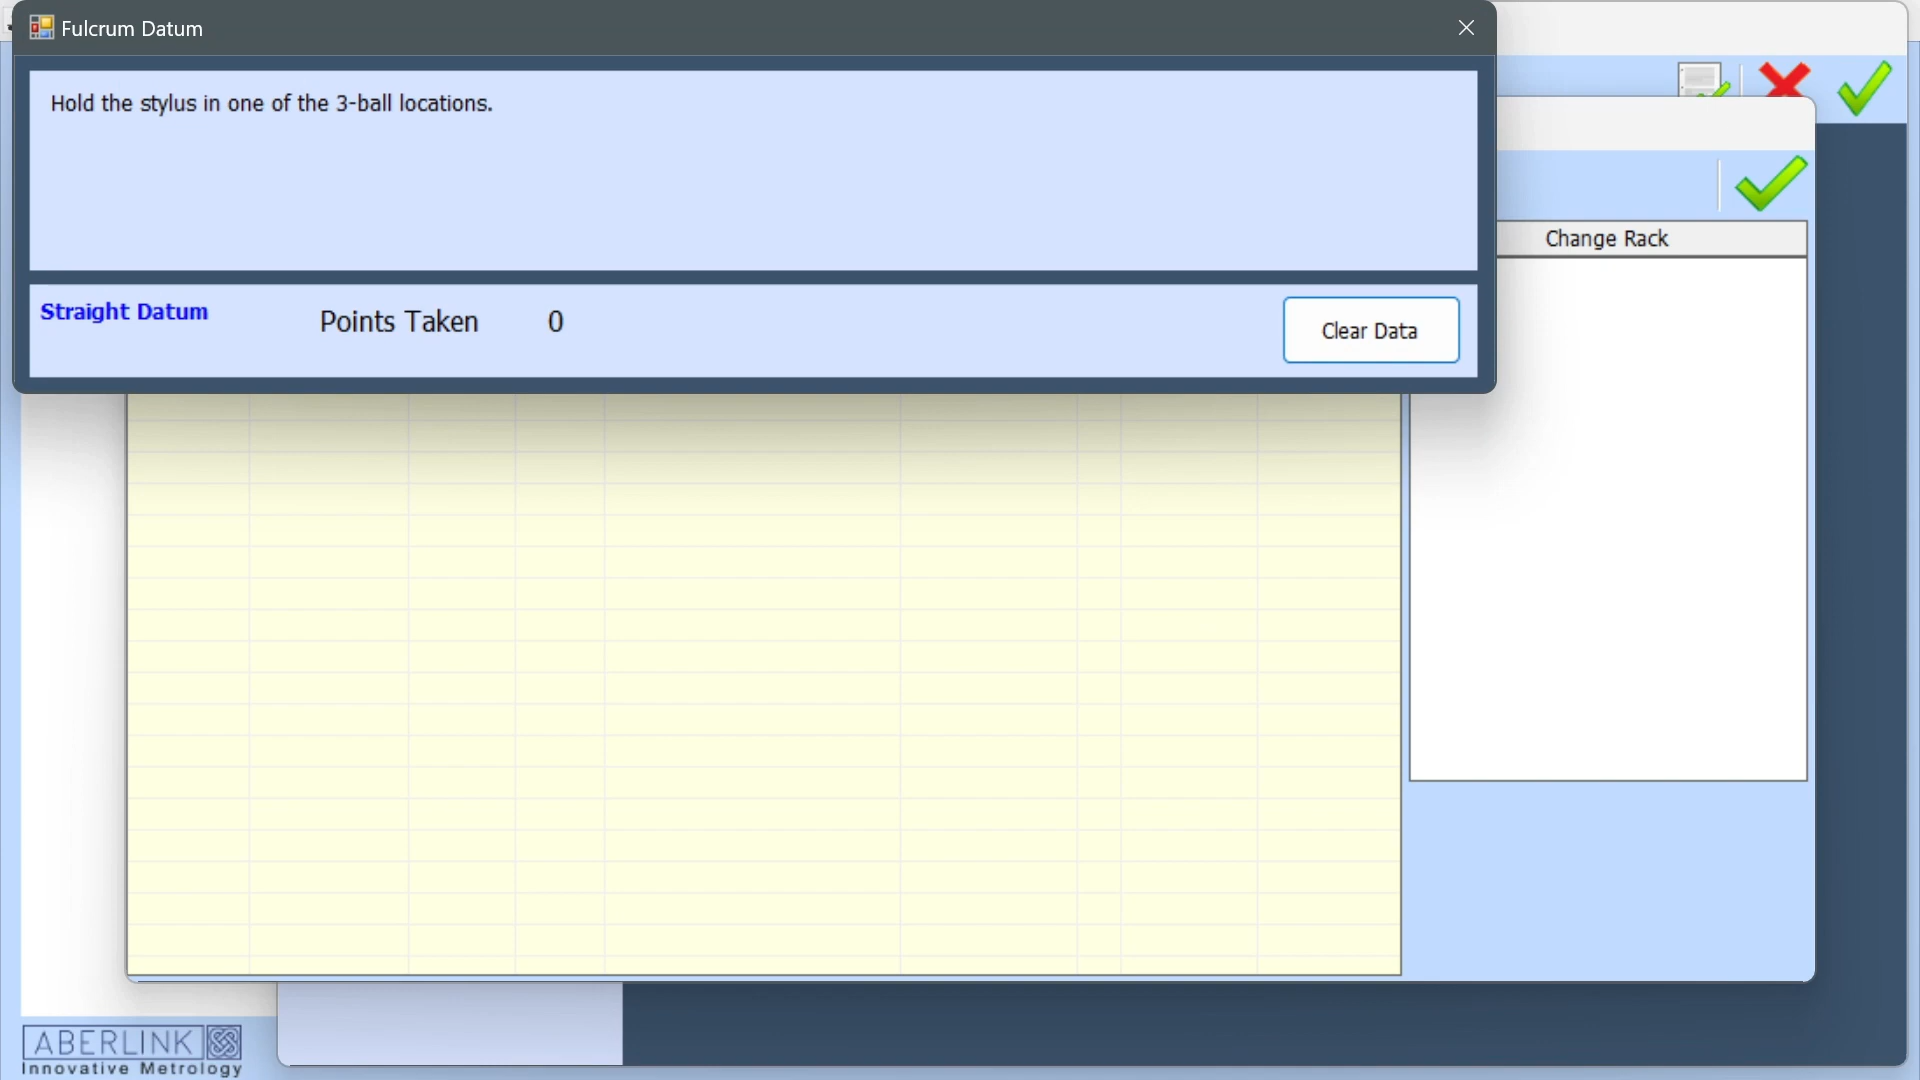 Fulcrum Datum
Hold the stylus in one of the 3-ball locations.
Straight Datum
Points Taken 0
Clear Data
Change Rack
ABERLINK
Innovative Metrology